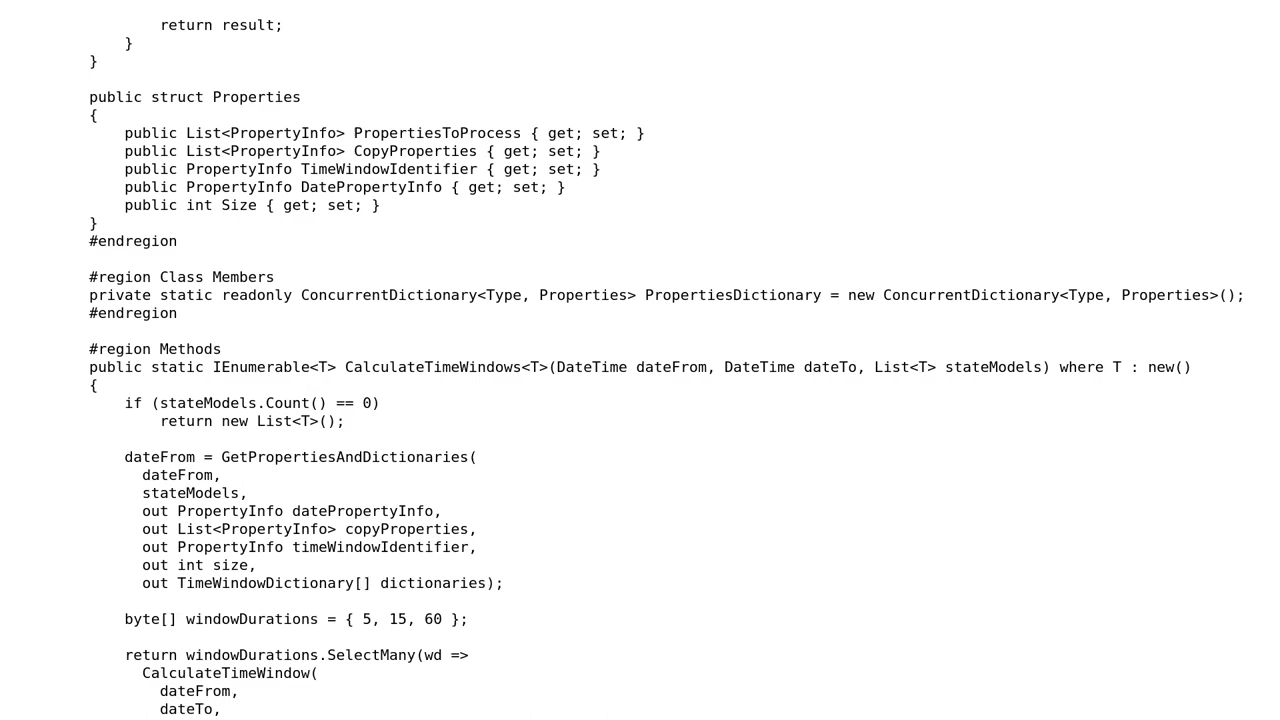 return result;
}
}
public struct Properties
{
public List<PropertyInfo> PropertiesToProcess { get; set; }
public List<PropertyInfo> CopyProperties { get; set; }
public PropertyInfo TimeWindowIdentifier { get; set; }
public PropertyInfo DatePropertyInfo { get; set; }
public int Size { get; set; }
}
#endregion
#region Class Members
private static readonly ConcurrentDictionary<Type, Properties> PropertiesDictionary = new ConcurrentDictionary<Type, Properties>();
#endregion
#region Methods
public static IEnumerable<T> CalculateTimeWindows<T>(DateTime dateFrom, DateTime dateTo, List<T> stateModels) where T : new()
{
if (stateModels.Count() == 0)
return new List<T>();
dateFrom = GetPropertiesAndDictionaries(
dateFrom,
stateModels,
out PropertyInfo datePropertyInfo,
out List<PropertyInfo> copyProperties,
out PropertyInfo timeWindowIdentifier,
out int size,
out TimeWindowDictionary[] dictionaries);
byte[] windowDurations = { 5, 15, 60 };
return windowDurations.SelectMany(wd =>
CalculateTimeWindow(
dateFrom,
dateTo,